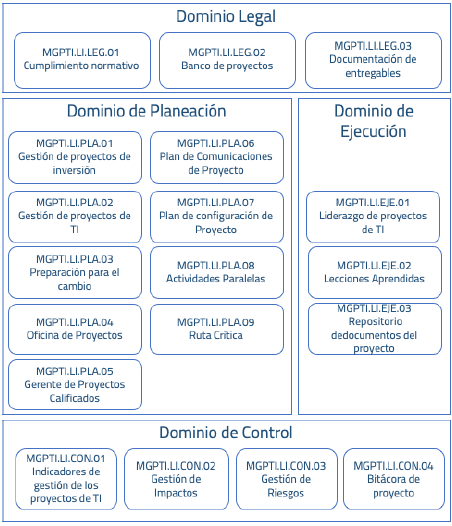 Dominio Legal
MGPTI.LI.LEG.01
Cumplimiento normativo
MGPTI.LI.LEG.02
Banco de proyectos
MGPTI.LI.LEG.03
Documentación de
entregables
Dominio de Planeación
MGPTI.LI.PLA.01
Gestión de proyectos de
inversión
MGPTI.LI.PLA.06
Plan de Comunicaciones
de Proyecto
MGPTI.LI.PLA.02
Gestión de proyectos de
TI
MGPTI.LI.PLA.07
Plan de configuración de
Proyecto
MGPTI.LI.PLA.03
Preparación para el
cambio
MGPTI.LI.PLA.08
Actividades Paralelas
MGPTI.LI.PLA.04
Oficina de Proyectos
MGPTI.LI.PLA.09
Ruta Crítica
MGPTI.LI.PLA.05
Gerente de Proyectos
Calificados
Dominio de
Ejecución
MGPTI.LI.EJE.01
Liderazgo de proyectos
de TI
MGPTI.LI.EJE.02
Lecciones Aprendidas
MGPTI.LI.EJE.03
Repositorio
dedocumentos del
proyecto
Dominio de Control
MGPTI.LI.CON.01
Indicadores de
gestión de los
proyectos de TI
MGPTI.LI.CON.02
Gestión de
Impactos
MGPTI.LI.CON.03
Gestión de
Riesgos
MGPTI.LI.CON.04
Bitácora de
proyecto